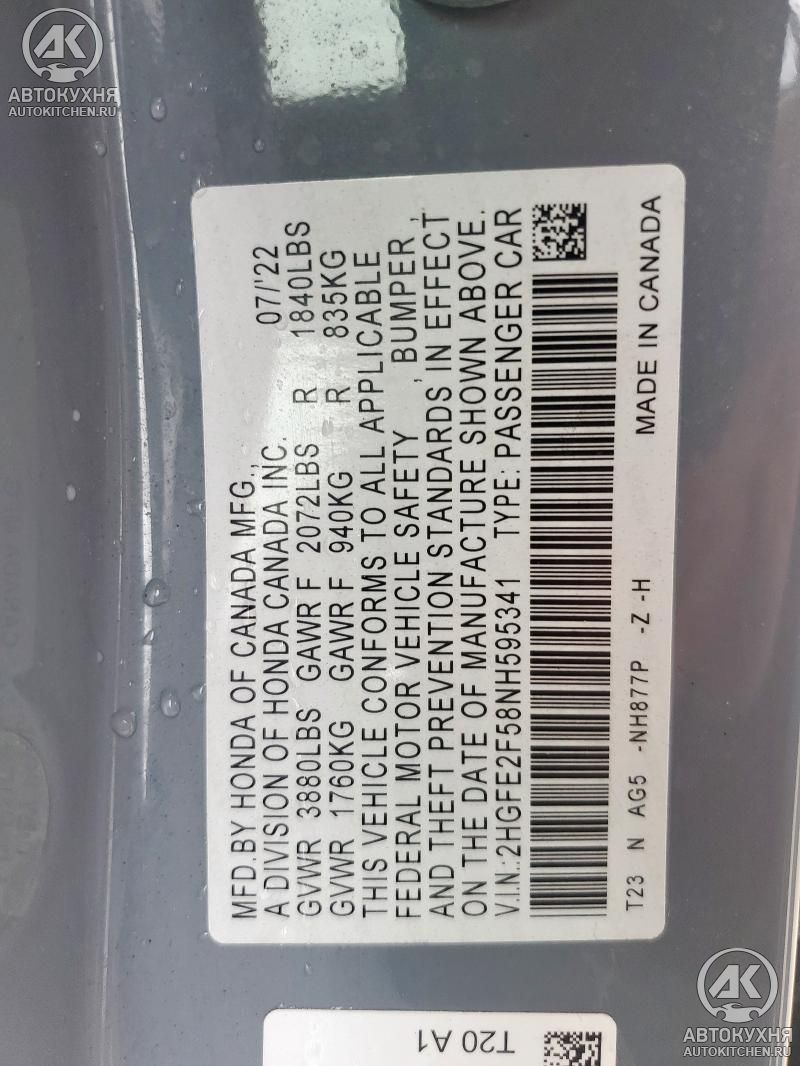 АВТОКУХНЯ
AUTOKITCHEN.RU
MFD.BY HONDA OF CANADA MFG.,
A DIVISION OF HONDA CANADA INC. 07/'22
GVWR 3880LBS GAWR F 2072LBS R 1840LBS
GVWR 1760KG GAWR F 940KG R 835KG
THIS VEHICLE CONFORMS TO ALL APPLICABLE
FEDERAL MOTOR VEHICLE SAFETY , BUMPER ,
AND THEFT PREVENTION STANDARDS IN EFFECT
ON THE DATE OF MANUFACTURE SHOWN ABOVE.
V.I.N.:2HGFE2F58NH595341 TYPE: PASSENGER CAR
T23 N AG5 -NH877P -Z -H
MADE IN CANADA
T20 A1
АВТОКУХНЯ
AUTOKITCHEN.RU